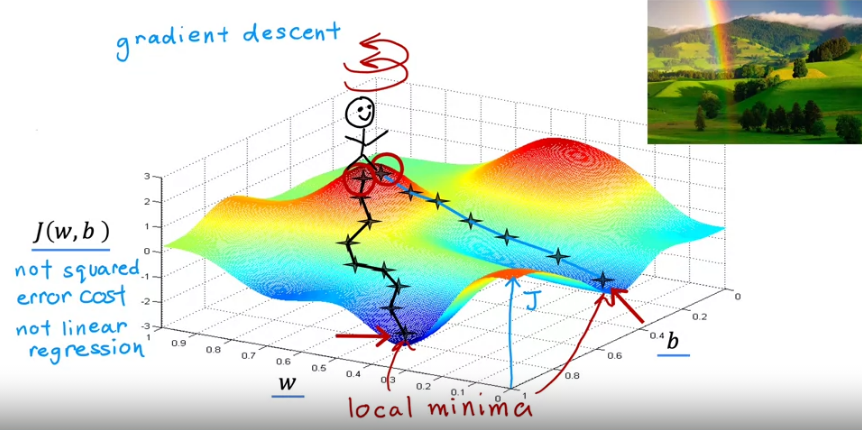 gradient descent
J(w,b)
not squared
error cost
not linear
regression
3
2
1
0
-1
-2
-3
1
0.9
0.8
0.7
0.6
0.5
0.4
0.3
0.2
0.1
0
w
1
0.8
0.6
0.4
0.2
0
b
J
local minima